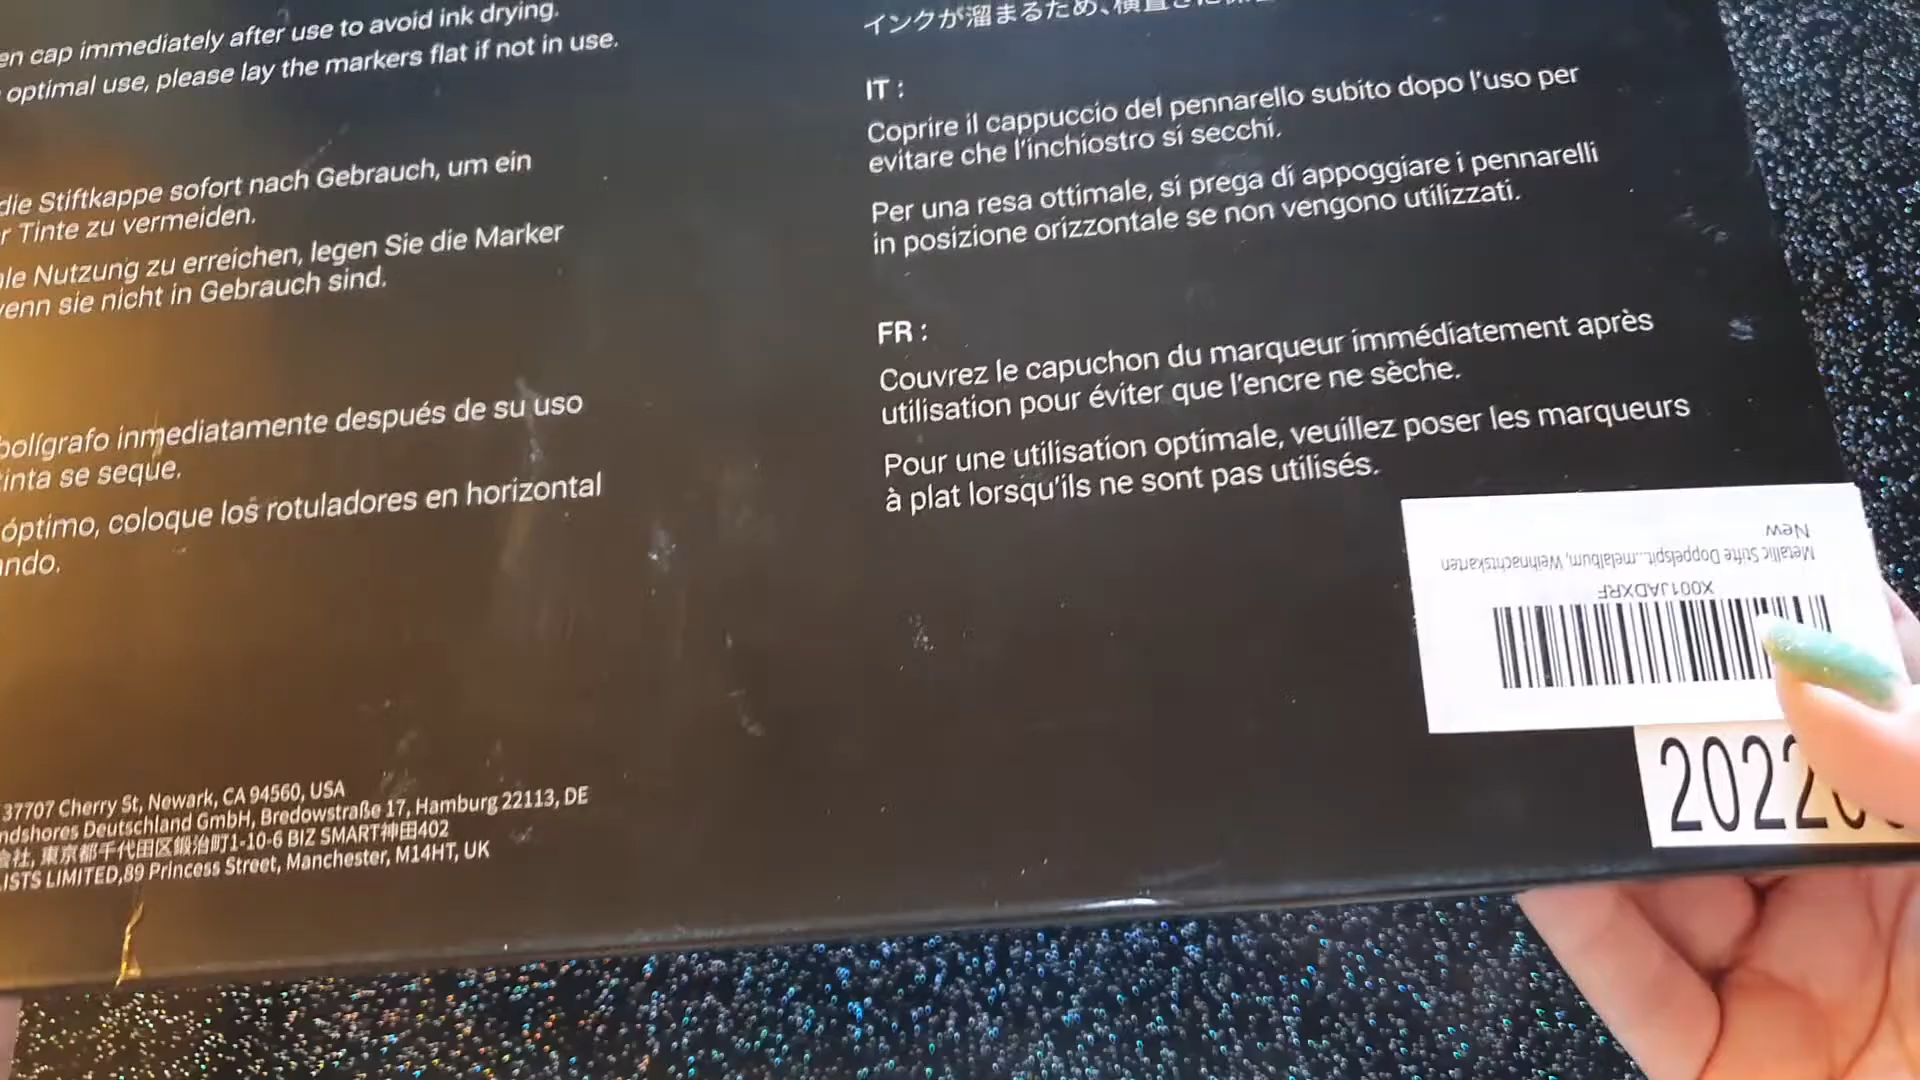 cap immediately after use to avoid ink drying.
optimal use, please lay the markers flat if not in use.
die Stiftkappe sofort nach Gebrauch, um ein
Tinte zu vermeiden.
Nutzung zu erreichen, legen Sie die Marker
wenn sie nicht in Gebrauch sind.
bolígrafo inmediatamente después de su uso
tinta se seque.
óptimo, coloque los rotuladores en horizontal
ando.
37707 Cherry St, Newark, CA 94560, USA
ndshores Deutschland GmbH, Bredowstraße 17, Hamburg 22113, DE
会社, 東京都千代田区鍛治町1-10-6 BIZ SMART神田402
ISTS LIMITED,89 Princess Street, Manchester, M14HT, UK
インクが溜まるため、横置きに
IT :
Coprire il cappuccio del pennarello subito dopo l'uso per
evitare che l'inchiostro si secchi.
Per una resa ottimale, si prega di appoggiare i pennarelli
in posizione orizzontale se non vengono utilizzati.
FR :
Couvrez le capuchon du marqueur immédiatement après
utilisation pour éviter que l'encre ne sèche.
Pour une utilisation optimale, veuillez poser les marqueurs
à plat lorsqu'ils ne sont pas utilisés.
X001JADXRF
Metallic Stifte Doppelspit...melalbum, Weihnachtskarten
New
2022